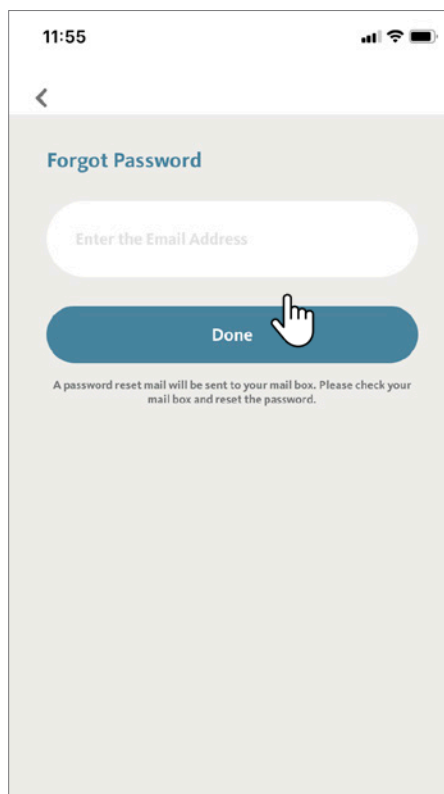 11:55
Forgot Password
Enter the Email Address
Done
A password reset mail will be sent to your mail box. Please check your
mail box and reset the password.